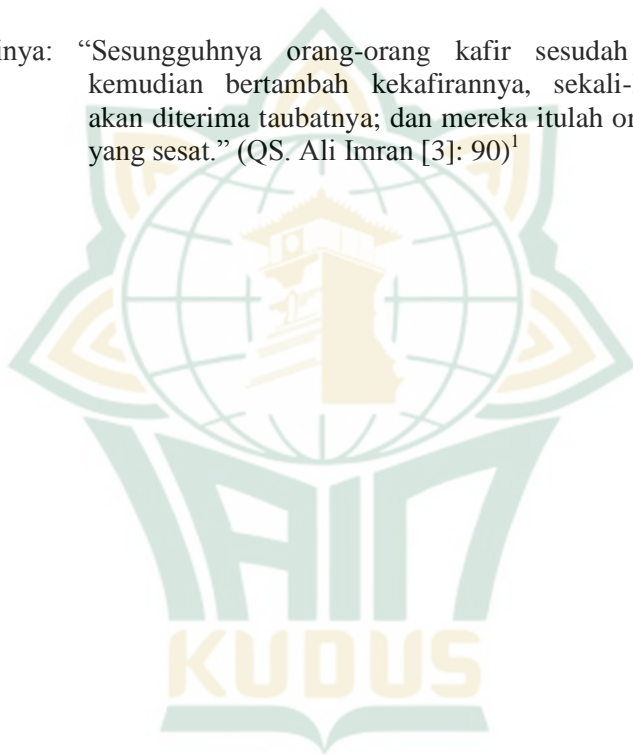 inya: “Sesungguhnya orang-orang kafir sesudah
kemudian bertambah kekafirannya, sekali-
akan diterima taubatnya; dan mereka itulah or
yang sesat.” (QS. Ali Imran [3]: 90)1
IAIN
KUDUS